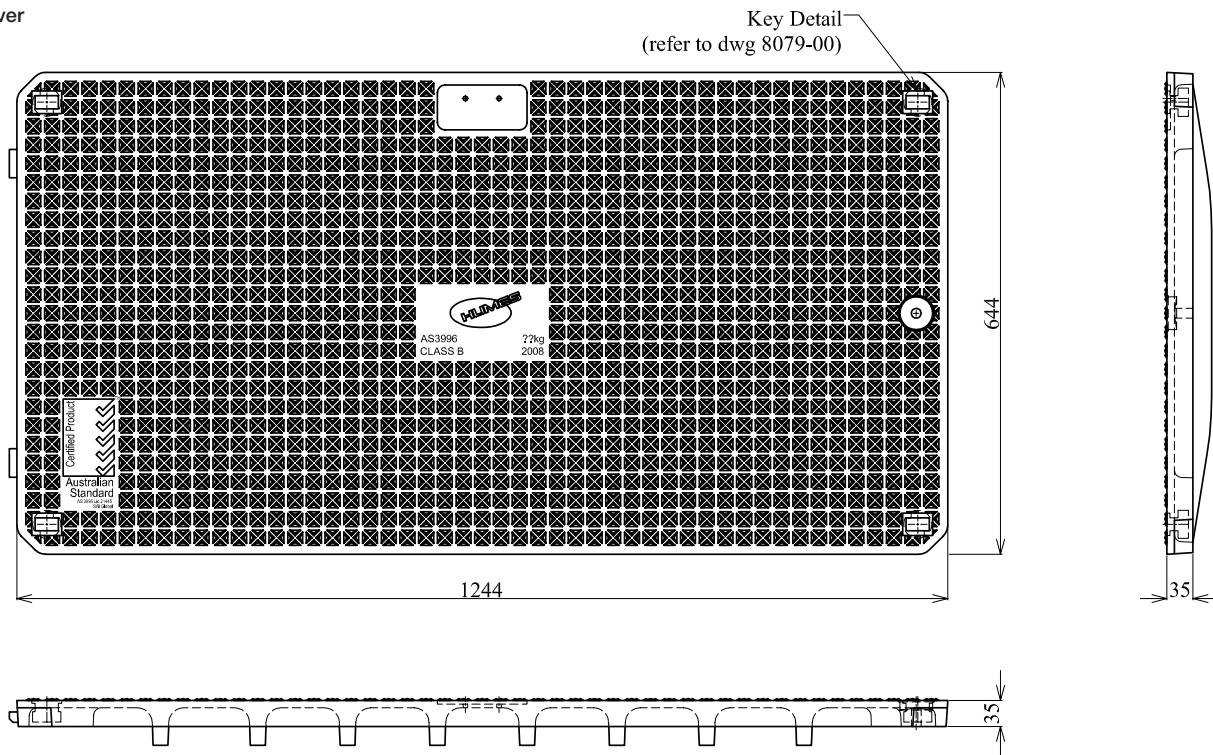 ver
Key Detail
(refer to dwg 8079-00)
HUMES
AS3996 ??kg
CLASS B 2008
644
Certified Product
Australian
Standard
1244
35
35